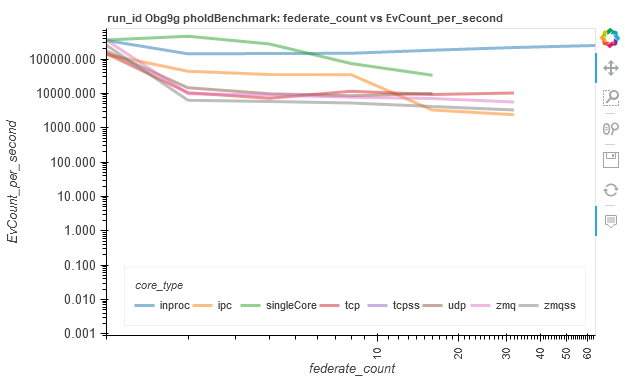 run_id Obg9g pholdBenchmark: federate_count vs EvCount_per_second
EvCount_per_second
100000.000
10000.000
1000.000
100.000
10.000
1.000
0.100
0.010
0.001
core_type
inproc ipc singleCore tcp tcpss udp zmq zmqss
10 20 30 40 50 60
federate_count